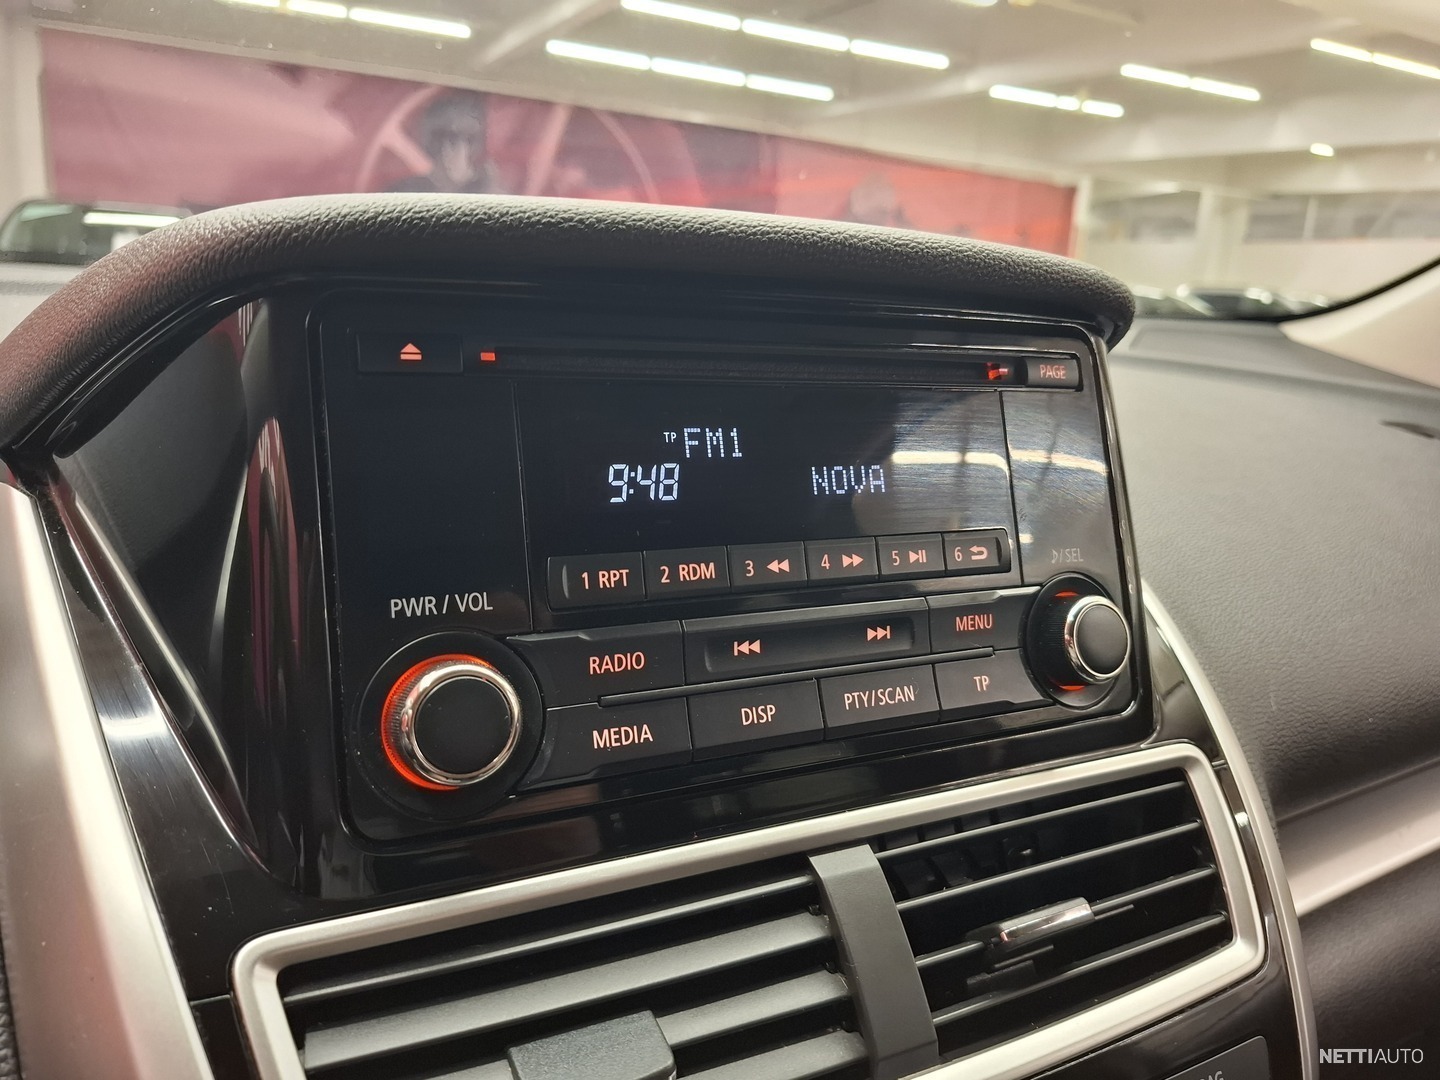 PAGE
TP FM1
9:48 NOVA
1 RPT 2 RDM 3 4 5 6
♪/SEL
PWR / VOL
RADIO MENU
MEDIA DISP PTY/SCAN TP
NETTIAUTO